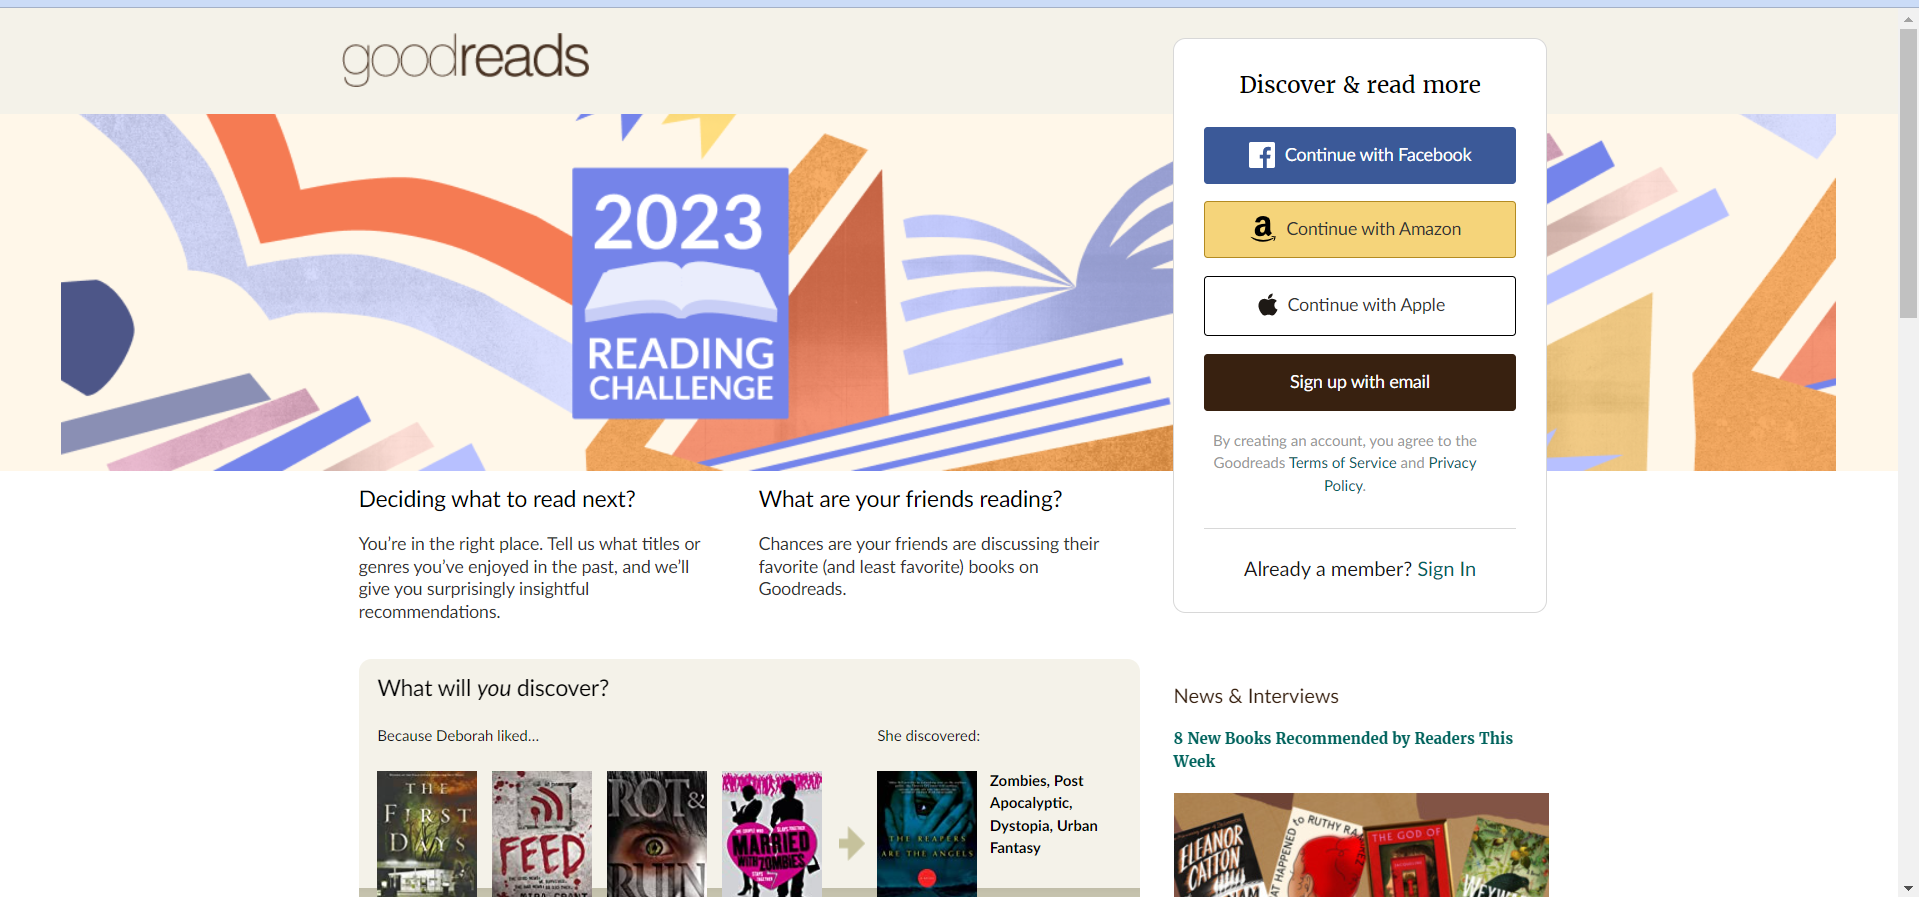 goodreads
2023
READING
CHALLENGE
Discover & read more
Continue with Facebook
a
Continue with Amazon
Continue with Apple
Sign up with email
By creating an account, you agree to the
Goodreads Terms of Service and Privacy
Policy.
Already a member? Sign In
Deciding what to read next?
You’re in the right place. Tell us what titles or
genres you’ve enjoyed in the past, and we’ll
give you surprisingly insightful
recommendations.
What are your friends reading?
Chances are your friends are discussing their
favorite (and least favorite) books on
Goodreads.
What will you discover?
Because Deborah liked...
THE
FIRST
DAYS
FEED
MIRA GRANT
ROT &
RUIN
MARRIED
WITH ZOMBIES
She discovered:
THE REAPERS
ARE THE ANGELS
Zombies, Post
Apocalyptic,
Dystopia, Urban
Fantasy
News & Interviews
8 New Books Recommended by Readers This
Week
ELEANOR
CATTON
HAPPENED to RUTHY RA
THE GOD OF